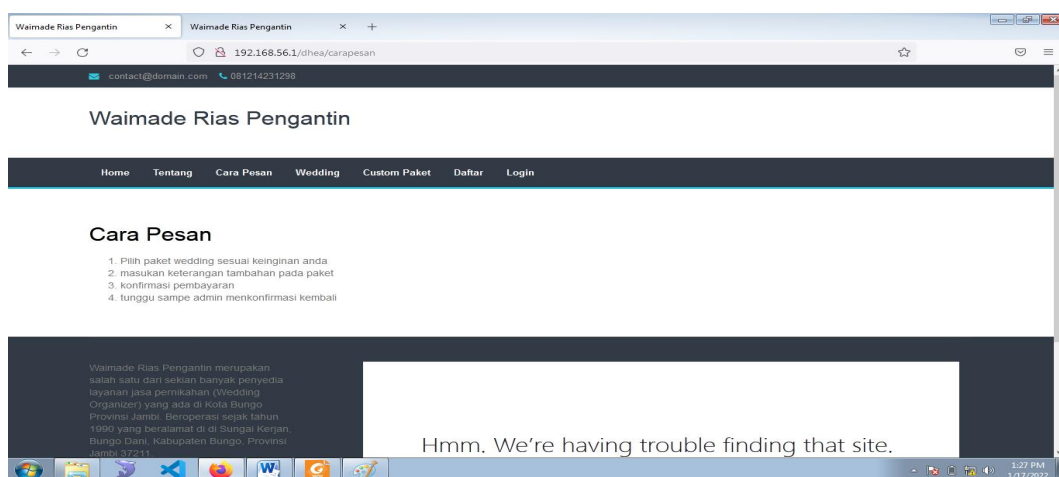 Waimade Rias Pengantin
Waimade Rias Pengantin
192.168.56.1/dhea/carapesan
contact@domain.com 081214231298
Waimade Rias Pengantin
Home Tentang Cara Pesan Wedding Custom Paket Daftar Login
Cara Pesan
1. Pilih paket wedding sesuai keinginan anda
2. masukan keterangan tambahan pada paket
3. konfirmasi pembayaran
4. tunggu sampe admin menkonfirmasi kembali
Waimade Rias Pengantin merupakan
salah satu dari sekian banyak penyedia
layanan jasa pernikahan (Wedding
Organizer) yang ada di Kota Bungo
Provinsi Jambi. Beroperasi sejak tahun
1990 yang beralamat di di Sungai Kerjan,
Bungo Dani, Kabupaten Bungo, Provinsi
Jambi 37211
Hmm. We're having trouble finding that site.
1:27 PM
1/17/2022